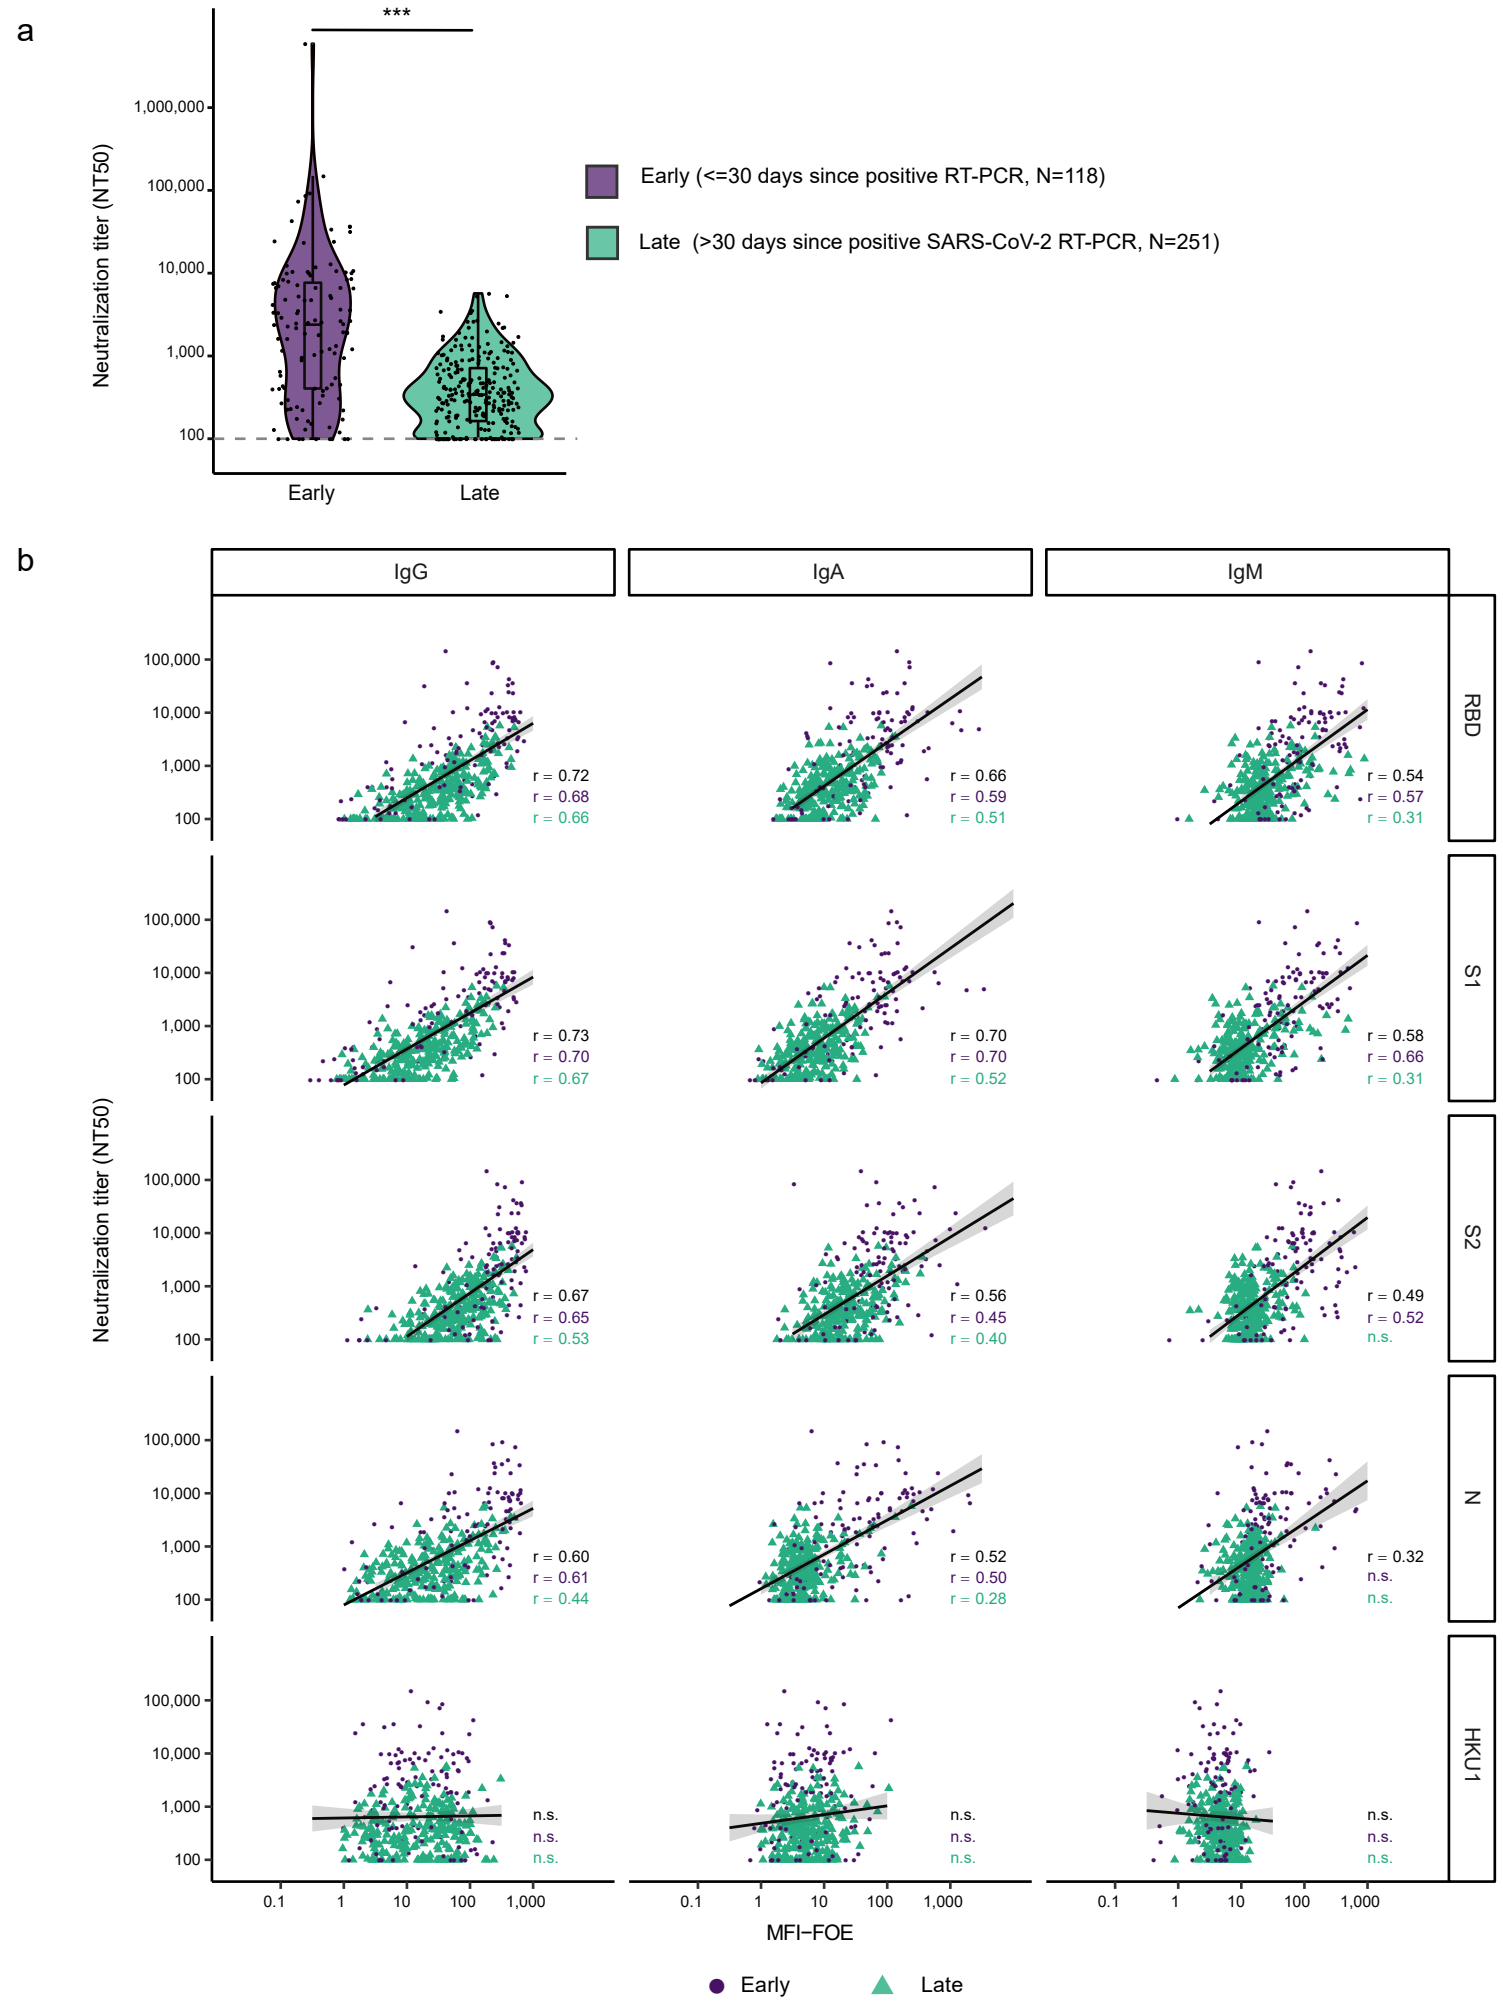 a
***
Neutralization titer (NT50)
1,000,000
100,000
10,000
1,000
100
Early
Late
Early (<=30 days since positive RT-PCR, N=118)
Late (>30 days since positive SARS-CoV-2 RT-PCR, N=251)
b
IgG
IgA
IgM
Neutralization titer (NT50)
100,000
10,000
1,000
100
r = 0.72
r = 0.68
r = 0.66
r = 0.66
r = 0.59
r = 0.51
r = 0.54
r = 0.57
r = 0.31
RBD
100,000
10,000
1,000
100
r = 0.73
r = 0.70
r = 0.67
r = 0.70
r = 0.70
r = 0.52
r = 0.58
r = 0.66
r = 0.31
S1
100,000
10,000
1,000
100
r = 0.67
r = 0.65
r = 0.53
r = 0.56
r = 0.45
r = 0.40
r = 0.49
r = 0.52
n.s.
S2
100,000
10,000
1,000
100
r = 0.60
r = 0.61
r = 0.44
r = 0.52
r = 0.50
r = 0.28
r = 0.32
n.s.
n.s.
N
100,000
10,000
1,000
100
n.s.
n.s.
n.s.
n.s.
n.s.
n.s.
n.s.
n.s.
n.s.
HKU1
0.1 1 10 100 1,000
0.1 1 10 100 1,000
0.1 1 10 100 1,000
MFI−FOE
Early
Late